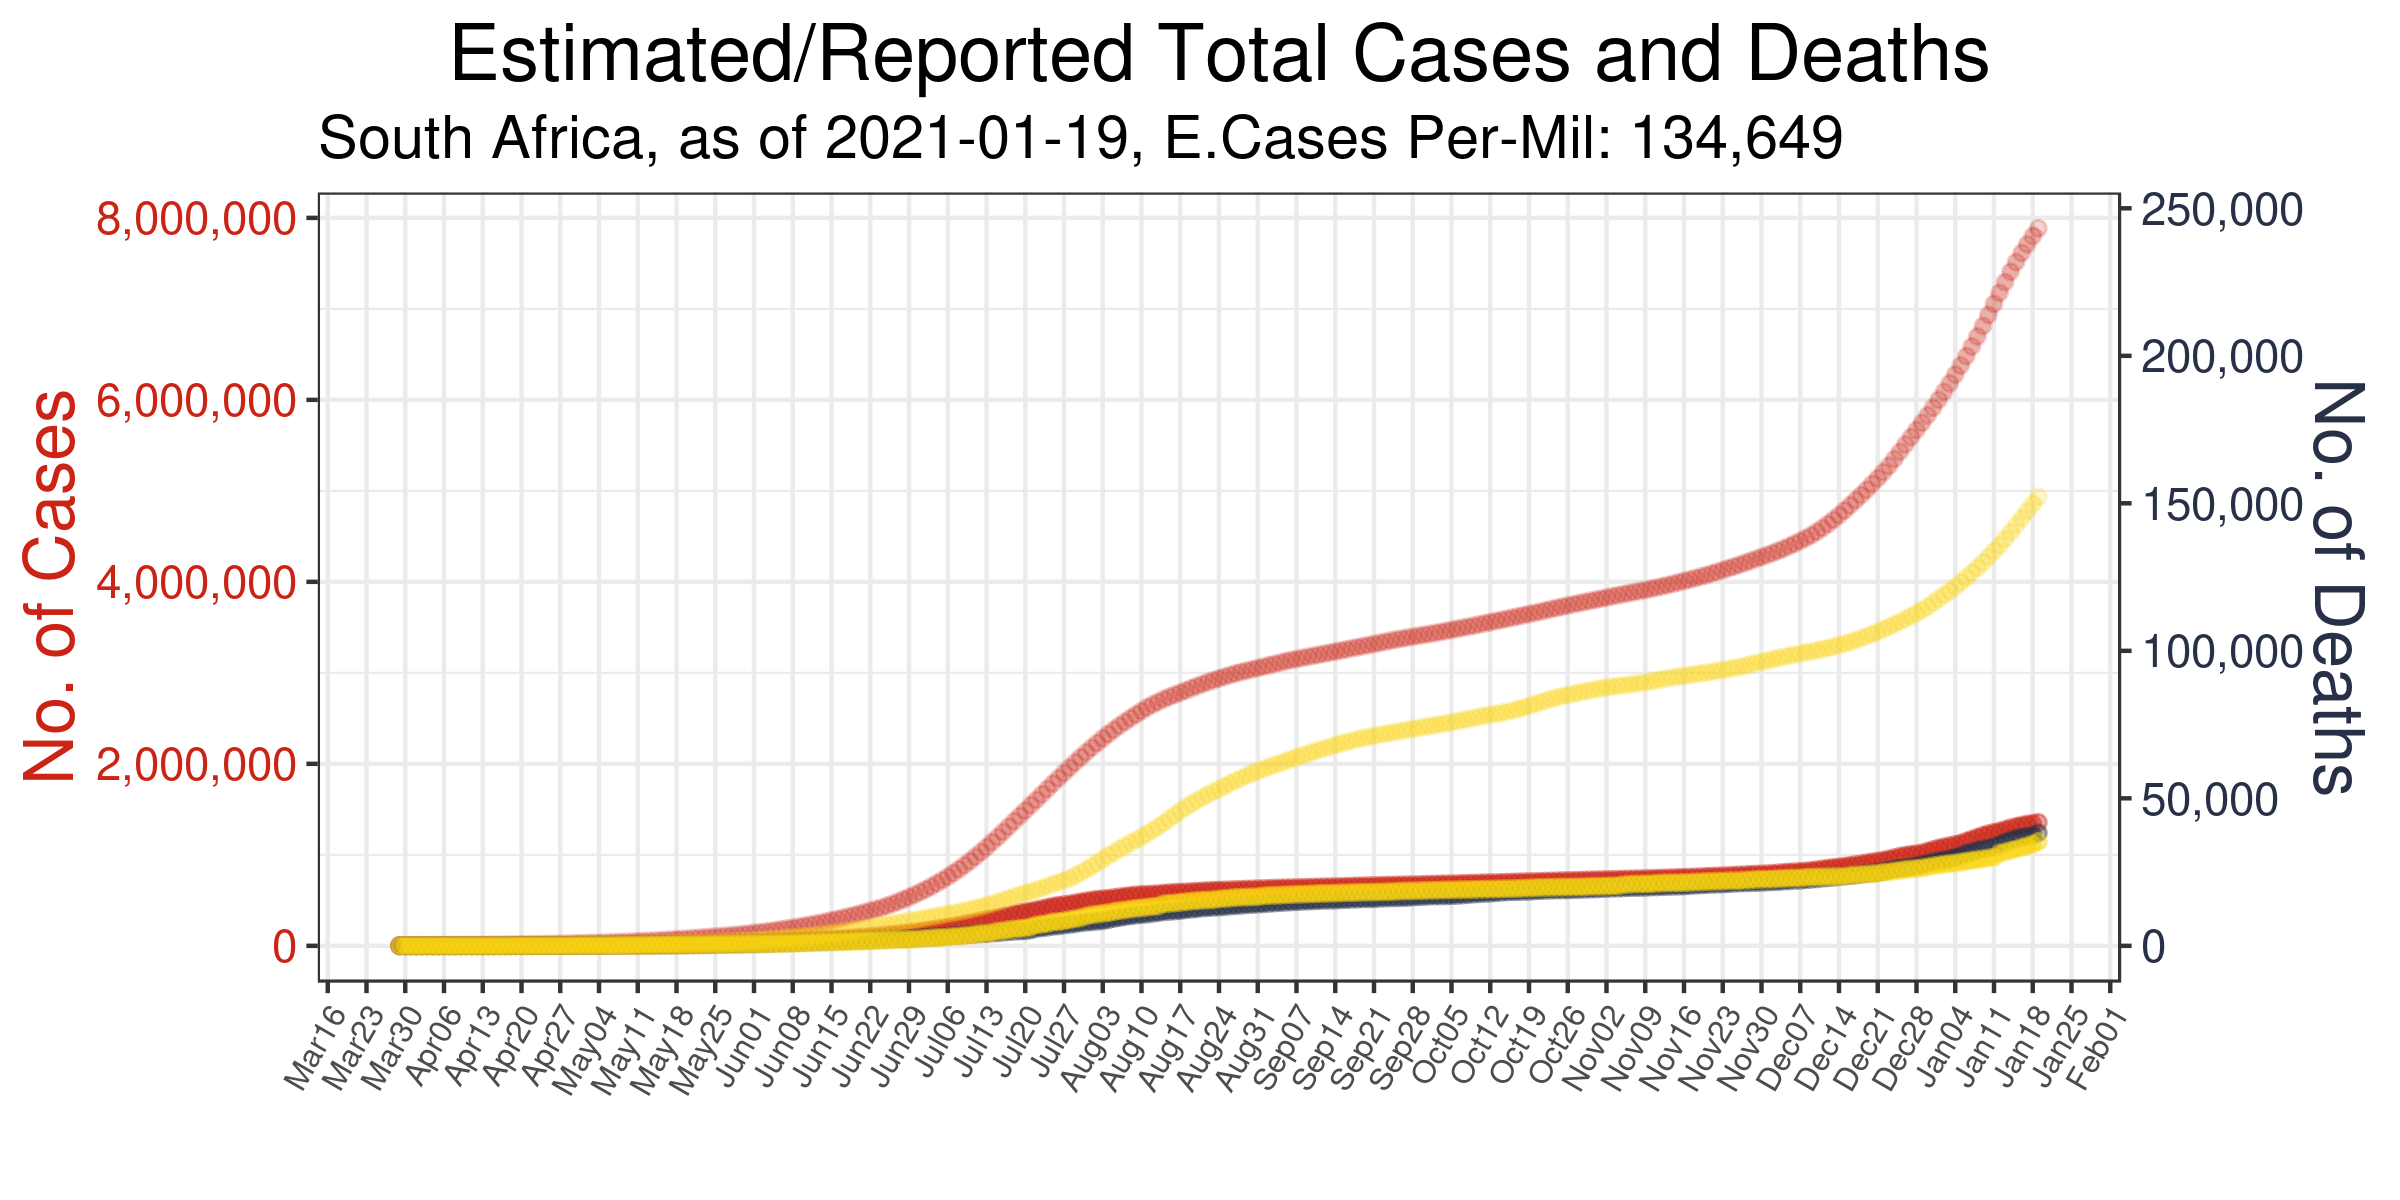 Estimated/Reported Total Cases and Deaths
South Africa, as of 2021-01-19, E.Cases Per-Mil: 134,649
No. of Cases
8,000,000
6,000,000
4,000,000
2,000,000
0
250,000
200,000
150,000
100,000
50,000
0
No. of Deaths
Mar16
Mar23
Mar30
Apr06
Apr13
Apr20
Apr27
May04
May11
May18
May25
Jun01
Jun08
Jun15
Jun22
Jun29
Jul06
Jul13
Jul20
Jul27
Aug03
Aug10
Aug17
Aug24
Aug31
Sep07
Sep14
Sep21
Sep28
Oct05
Oct12
Oct19
Oct26
Nov02
Nov09
Nov16
Nov23
Nov30
Dec07
Dec14
Dec21
Dec28
Jan04
Jan11
Jan18
Jan25
Feb01